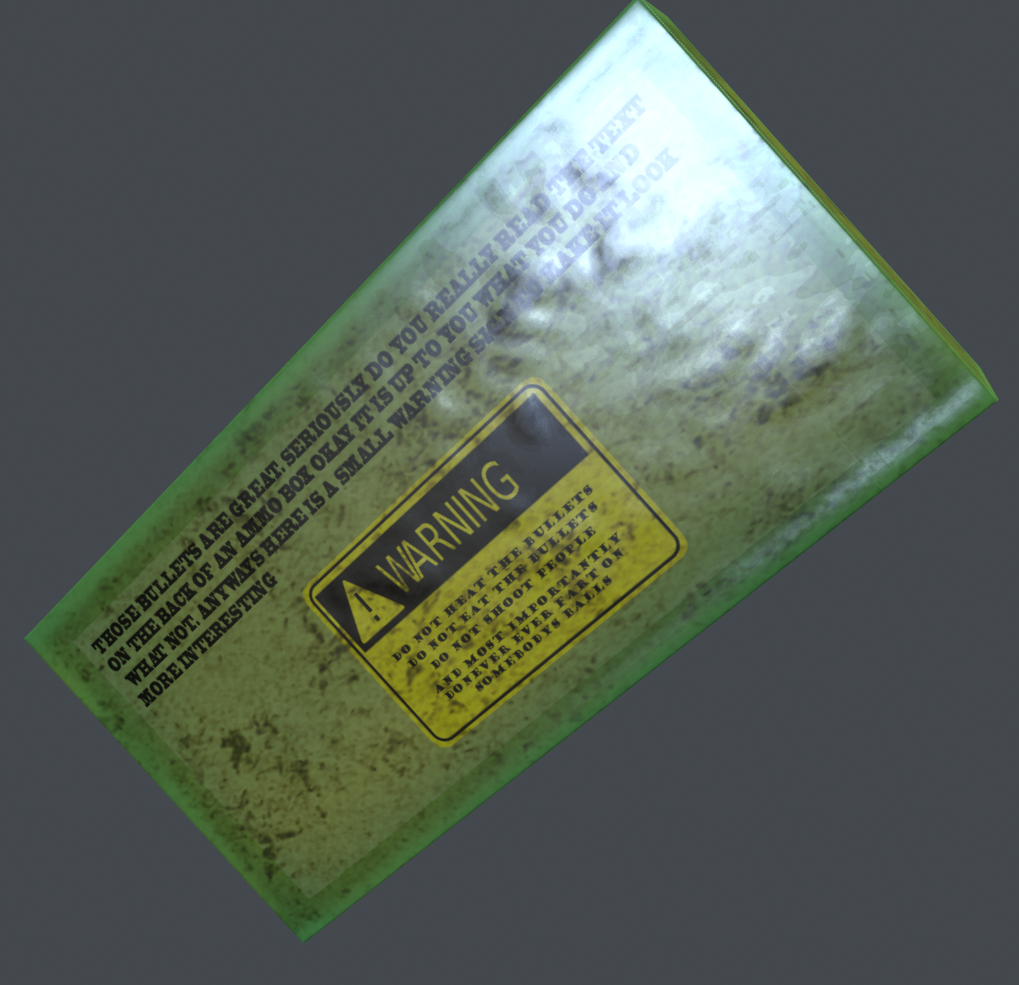 THOSE BULLETS ARE GREAT. SERIOUSLY DO YOU REALLY READ THE TEXT
ON THE BACK OF AN AMMO BOX OKAY IT IS UP TO YOU WHAT YOU DO AND
WHAT NOT. ANYWAYS HERE IS A SMALL WARNING SIGN TO MAKE IT LOOK
MORE INTERESTING
WARNING
DO NOT HEAT THE BULLETS
DO NOT EAT THE BULLETS
DO NOT SHOOT PEOPLE
AND MOST IMPORTANTLY
DO NEVER EVER FART ON
SOMEBODYS BALLS